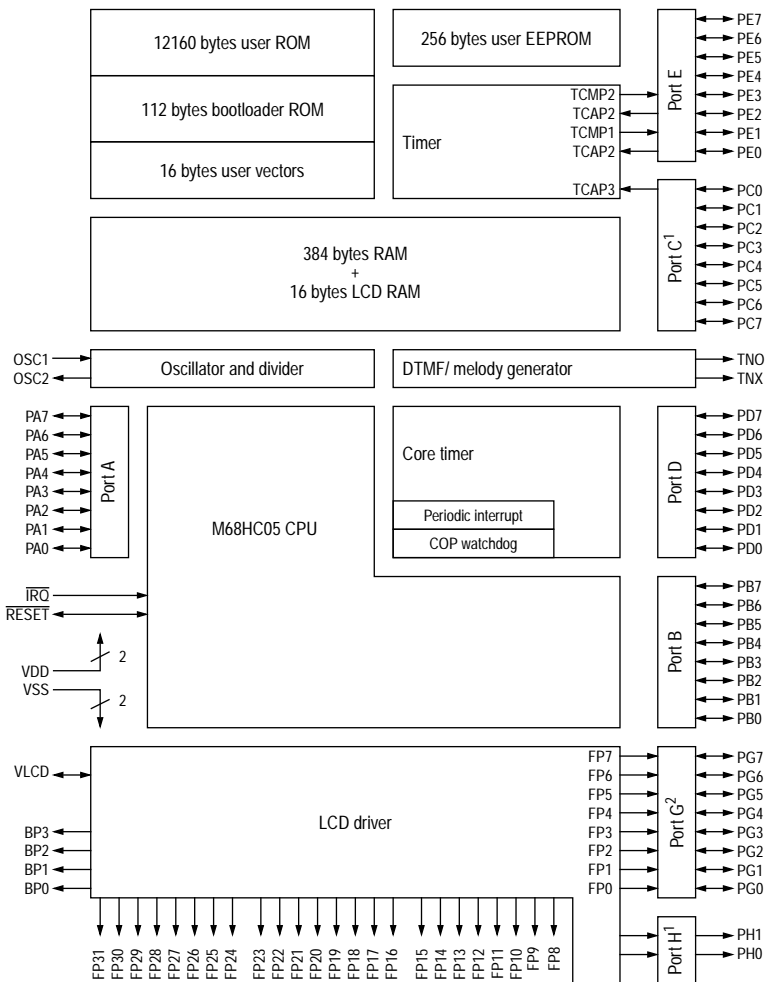 12160 bytes user ROM
112 bytes bootloader ROM
16 bytes user vectors
256 bytes user EEPROM
Timer
TCMP2
TCAP2
TCMP1
TCAP2
TCAP3
Port E
PE7
PE6
PE5
PE4
PE3
PE2
PE1
PE0
384 bytes RAM
+
16 bytes LCD RAM
Port C1
PC0
PC1
PC2
PC3
PC4
PC5
PC6
PC7
OSC1
OSC2
Oscillator and divider
DTMF/ melody generator
TNO
TNX
PA7
PA6
PA5
PA4
PA3
PA2
PA1
PA0
Port A
M68HC05 CPU
Core timer
Periodic interrupt
COP watchdog
Port D
PD7
PD6
PD5
PD4
PD3
PD2
PD1
PD0
IRQ
RESET
VDD
2
VSS
2
Port B
PB7
PB6
PB5
PB4
PB3
PB2
PB1
PB0
VLCD
BP3
BP2
BP1
BP0
LCD driver
FP7
FP6
FP5
FP4
FP3
FP2
FP1
FP0
Port G2
PG7
PG6
PG5
PG4
PG3
PG2
PG1
PG0
FP31
FP30
FP29
FP28
FP27
FP26
FP25
FP24
FP23
FP22
FP21
FP20
FP19
FP18
FP17
FP16
FP15
FP14
FP13
FP12
FP11
FP10
FP9
FP8
Port H1
PH1
PH0